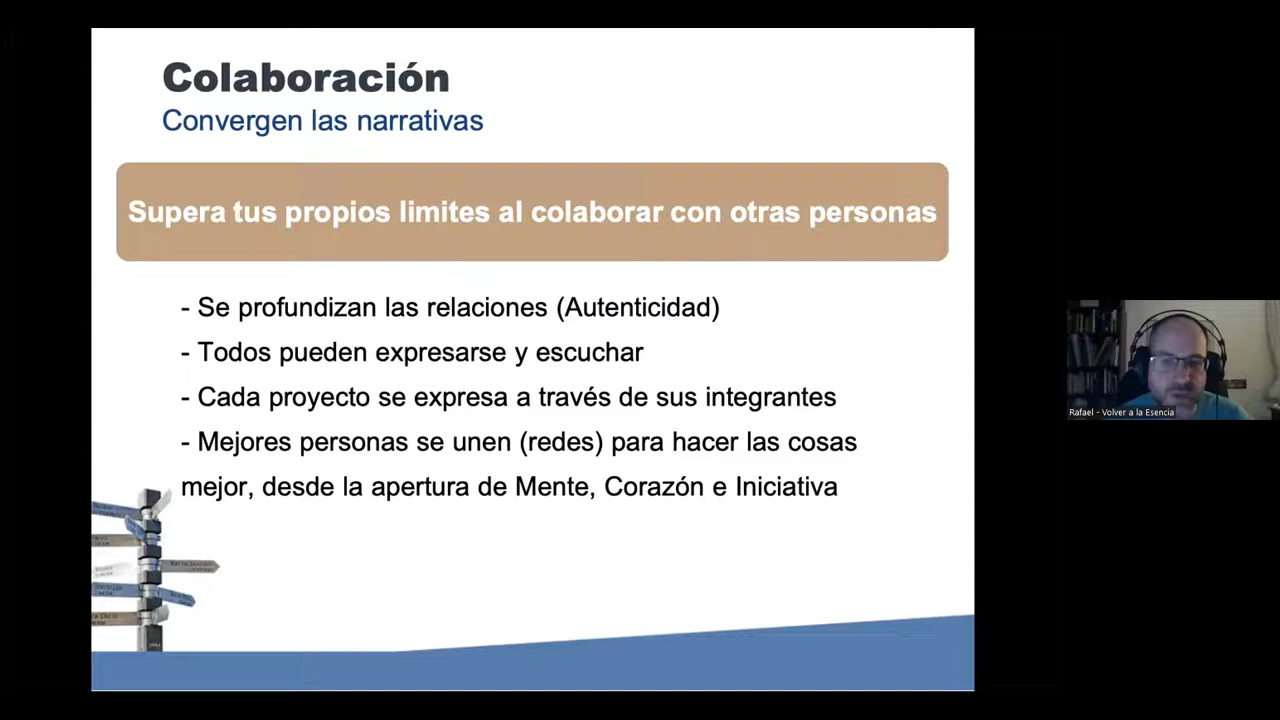 Colaboración
Convergen las narrativas
Supera tus propios limites al colaborar con otras personas
- Se profundizan las relaciones (Autenticidad)
- Todos pueden expresarse y escuchar
- Cada proyecto se expresa a través de sus integrantes
- Mejores personas se unen (redes) para hacer las cosas
mejor, desde la apertura de Mente, Corazón e Iniciativa
Rafael - Volver a la Esencia